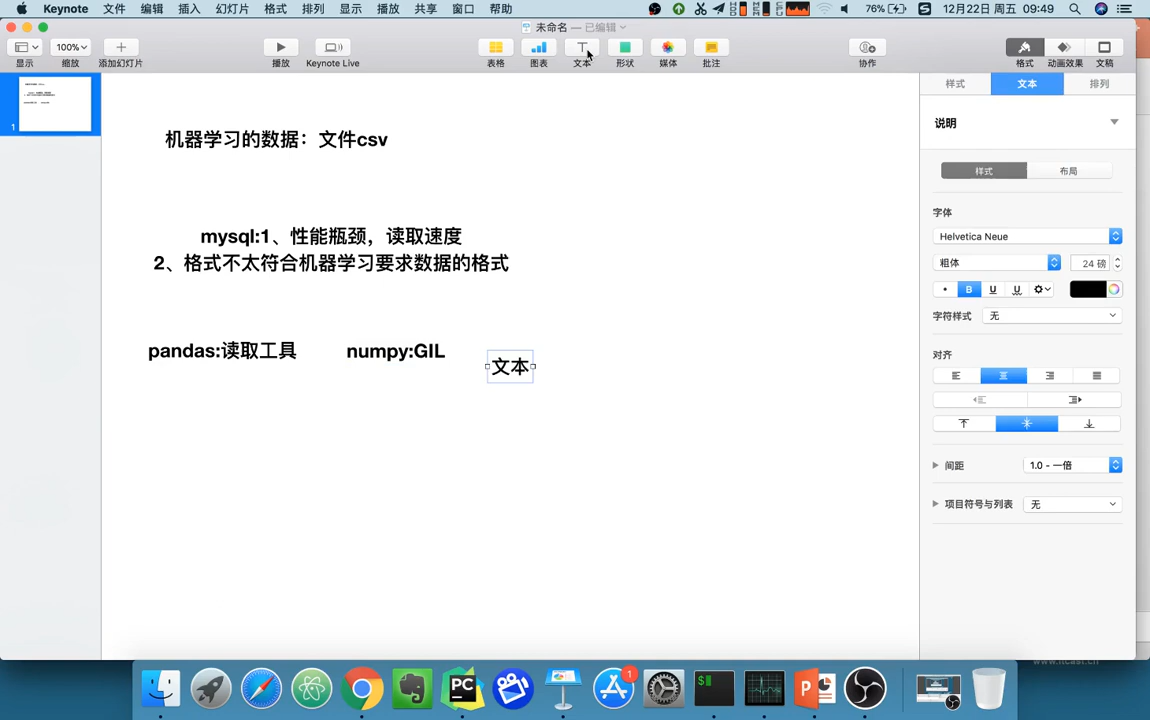 Keynote 文件 编辑 插入 幻灯片 格式 排列 显示 播放 共享 窗口 帮助 76% 12月22日 周五 09:49
未命名 — 已编辑
100%
显示 缩放 添加幻灯片 播放 Keynote Live 表格 图表 文本 形状 媒体 批注 协作 格式 动画效果 文稿
样式 文本 排列
1
机器学习的数据：文件csv
mysql:1、性能瓶颈，读取速度
2、格式不太符合机器学习要求数据的格式
pandas:读取工具 numpy:GIL
文本
说明
样式 布局
字体
Helvetica Neue
粗体 24 磅
B U U
字符样式 无
对齐
间距 1.0 - 一倍
项目符号与列表 无
www.itcast.cn
PC
1
$
P